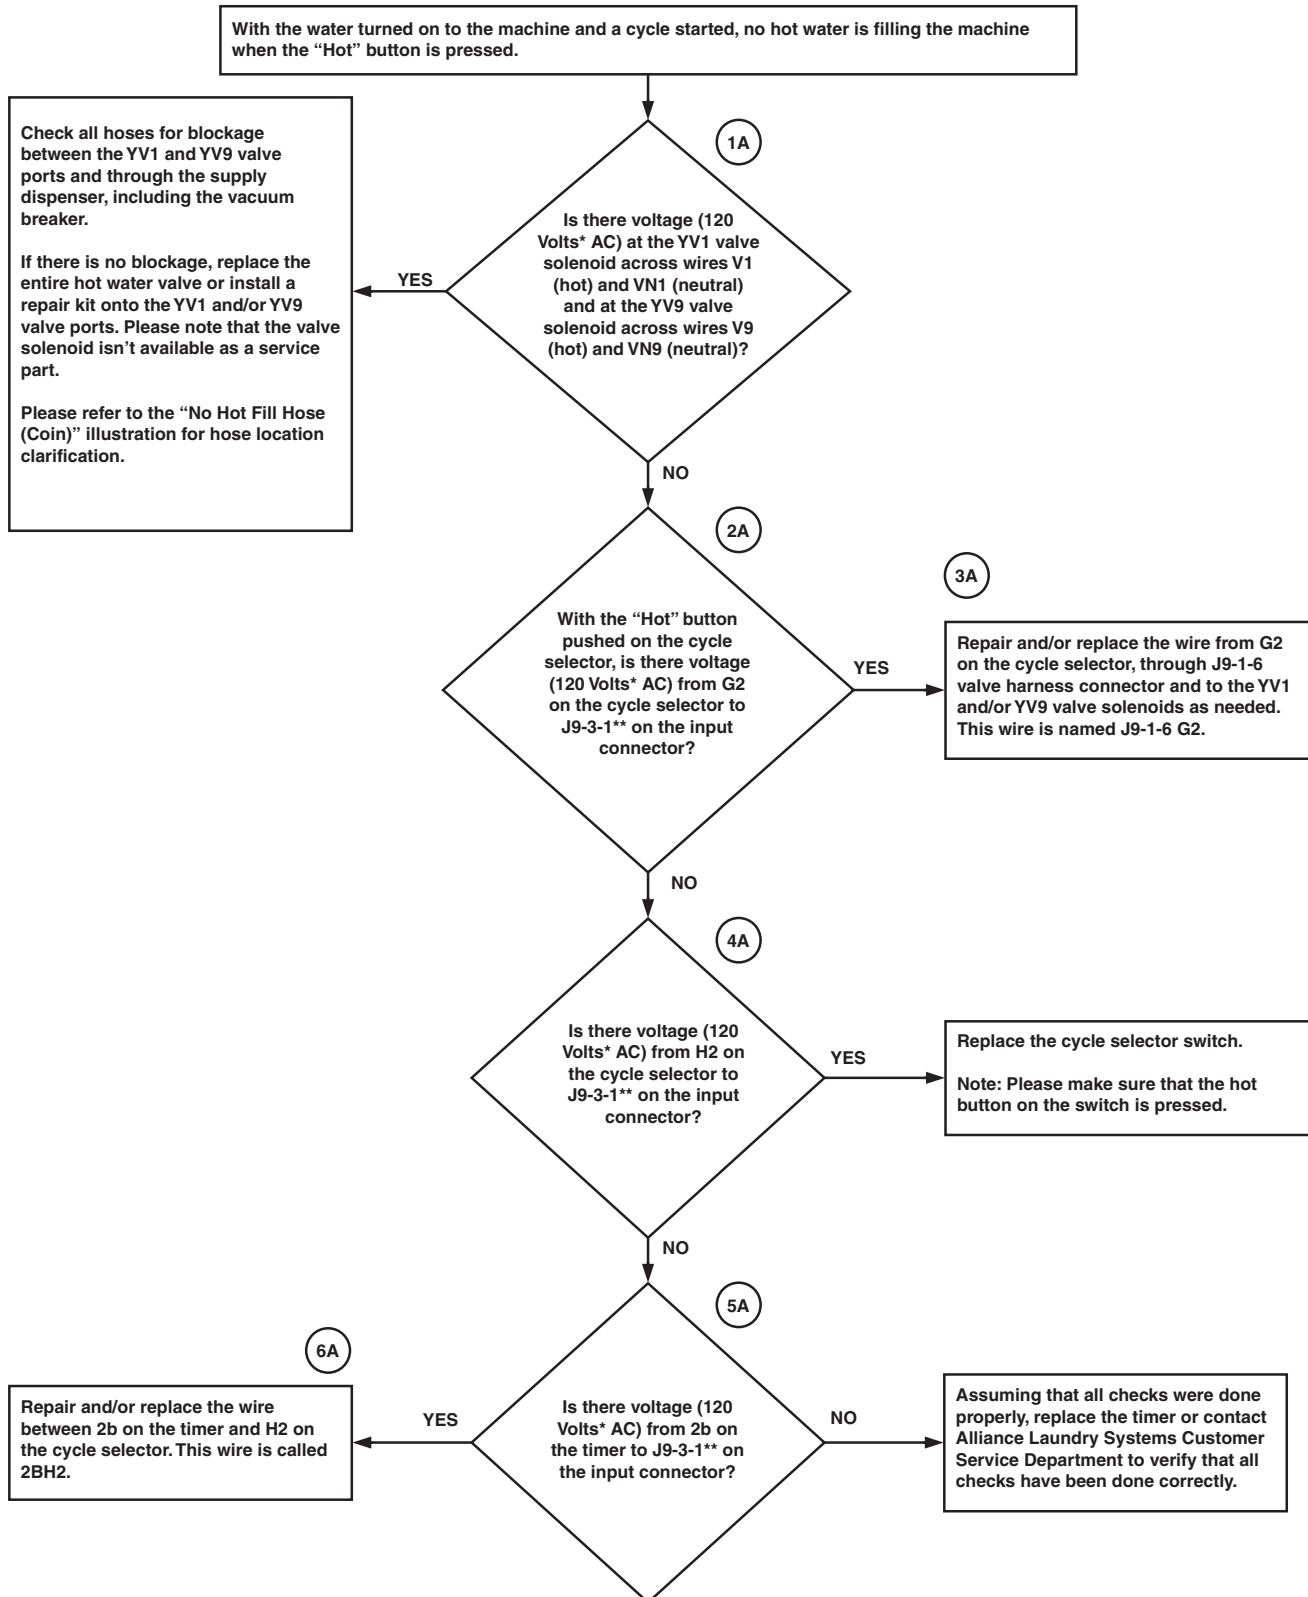 With the water turned on to the machine and a cycle started, no hot water is filling the machine
when the “Hot” button is pressed.
1A
Is there voltage (120
Volts* AC) at the YV1 valve
solenoid across wires V1
(hot) and VN1 (neutral)
and at the YV9 valve
solenoid across wires V9
(hot) and VN9 (neutral)?
YES
Check all hoses for blockage
between the YV1 and YV9 valve
ports and through the supply
dispenser, including the vacuum
breaker.
If there is no blockage, replace the
entire hot water valve or install a
repair kit onto the YV1 and/or YV9
valve ports. Please note that the valve
solenoid isn’t available as a service
part.
Please refer to the “No Hot Fill Hose
(Coin)” illustration for hose location
clarification.
NO
2A
With the “Hot” button
pushed on the cycle
selector, is there voltage
(120 Volts* AC) from G2
on the cycle selector to
J9-3-1** on the input
connector?
YES
3A
Repair and/or replace the wire from G2
on the cycle selector, through J9-1-6
valve harness connector and to the YV1
and/or YV9 valve solenoids as needed.
This wire is named J9-1-6 G2.
NO
4A
Is there voltage (120
Volts* AC) from H2 on
the cycle selector to
J9-3-1** on the input
connector?
YES
Replace the cycle selector switch.
Note: Please make sure that the hot
button on the switch is pressed.
NO
5A
Is there voltage (120
Volts* AC) from 2b on
the timer to J9-3-1** on
the input connector?
YES
6A
Repair and/or replace the wire
between 2b on the timer and H2 on
the cycle selector. This wire is called
2BH2.
NO
Assuming that all checks were done
properly, replace the timer or contact
Alliance Laundry Systems Customer
Service Department to verify that all
checks have been done correctly.